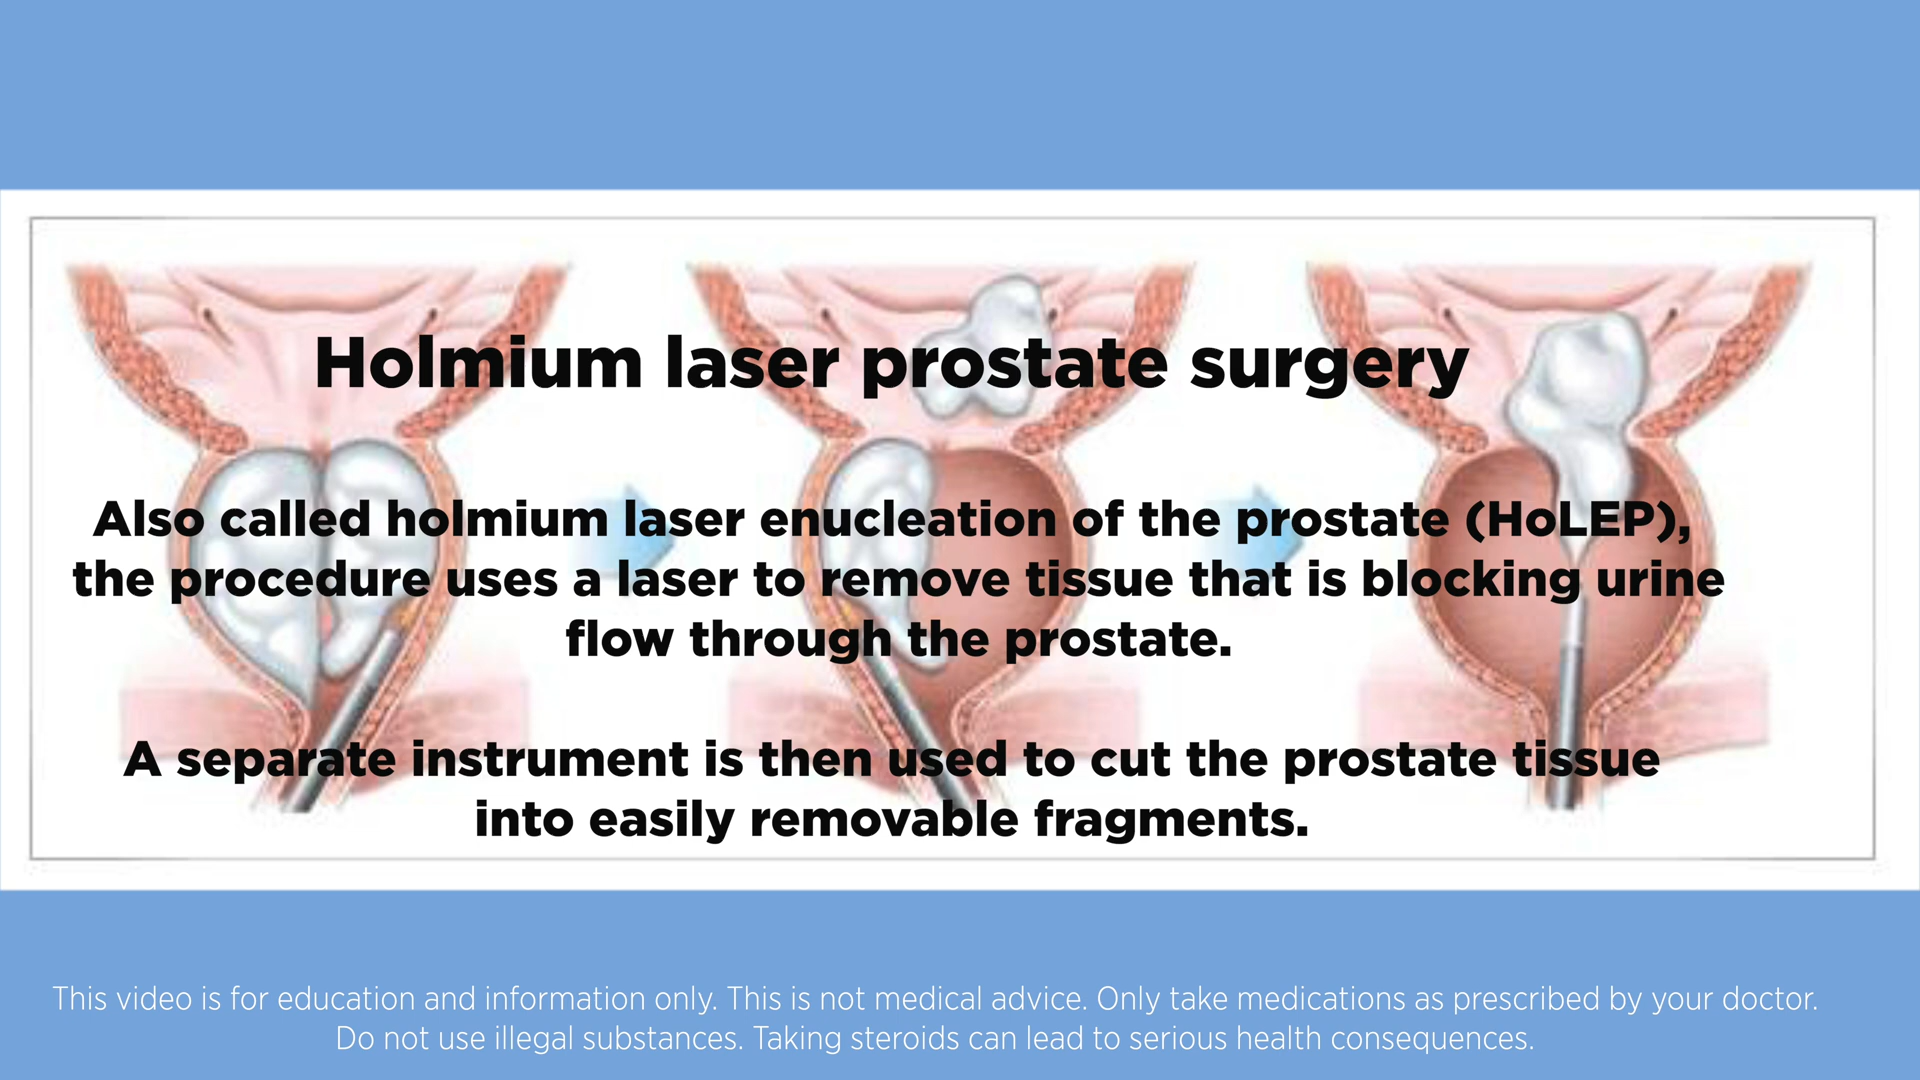 Holmium laser prostate surgery
Also called holmium laser enucleation of the prostate (HoLEP),
the procedure uses a laser to remove tissue that is blocking urine
flow through the prostate.
A separate instrument is then used to cut the prostate tissue
into easily removable fragments.
This video is for education and information only. This is not medical advice. Only take medications as prescribed by your doctor.
Do not use illegal substances. Taking steroids can lead to serious health consequences.